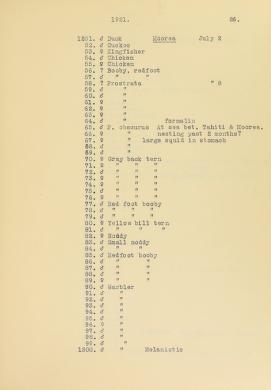 1921. 86.
1251. ♂ Duck Moorea July 2
52. ♂ Cuckoo
53. ♀ Kingfisher
54. ♂ Chicken
55. ♀ Chicken
56. ? Booby, redfoot
57. ♂ " "
58. ? Prostrata " 8
59. ♂ "
60. ♂ "
61. ♀ "
62. ♀ "
63. ♀ "
64. ♂ " formalin
65. ♂ P. obscurus At sea bet. Tahiti & Moorea.
66. ♀ " nesting past 2 months?
67. ♀ " large squid in stomach
68. ♂ "
69. ♂ "
70. ♀ Gray back tern
71. ♀ " " "
72. ♀ " " "
73. ♀ " " "
74. ♀ " " "
75. ♀ " " "
76. ♀ " " "
77. ♂ Red foot booby
78. ♂ " " "
79. ♂ " " "
80. ♀ Yellow bill tern
81. ♂ " " "
82. ♀ Noddy
83. ♂ Small noddy
84. ♂ " "
85. ♂ Redfoot booby
86. ♂ " "
87. ♂ " "
88. ♂ " "
89. ♀ " "
90. ♂ Warbler
91. ♂ "
92. ♂ "
93. ♂ "
94. ♂ "
95. ♂ "
96. ♀ "
97. ♂ "
98. ♂ "
99. ♂ "
1300. ♂ " Melanistic